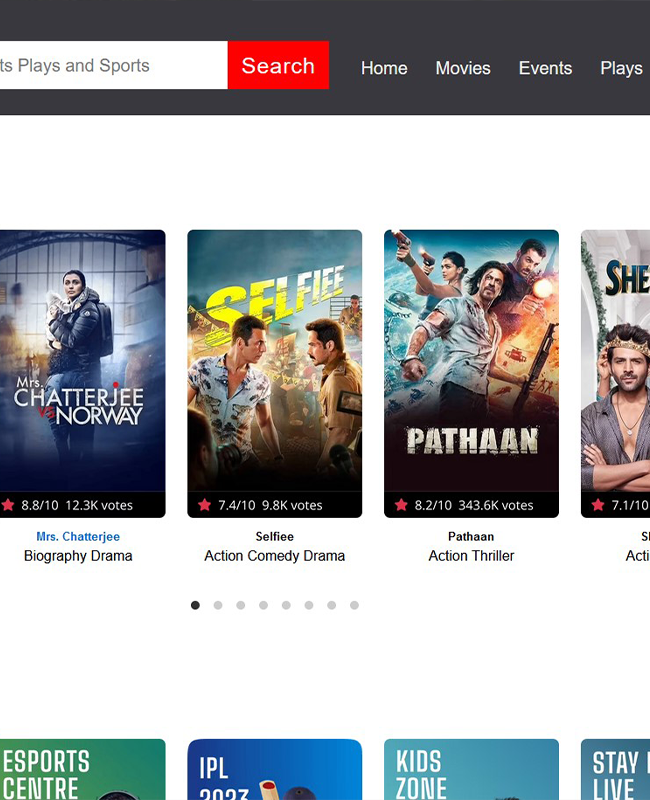 ts Plays and Sports
Search
Home Movies Events Plays
Mrs.
CHATTERJEE
VS NORWAY
8.8/10 12.3K votes
Mrs. Chatterjee
Biography Drama
SELFIEE
7.4/10 9.8K votes
Selfiee
Action Comedy Drama
PATHAAN
8.2/10 343.6K votes
Pathaan
Action Thriller
SHE
7.1/10
Sh
Acti
ESPORTS
CENTRE
IPL
2023
KIDS
ZONE
STAY
LIVE